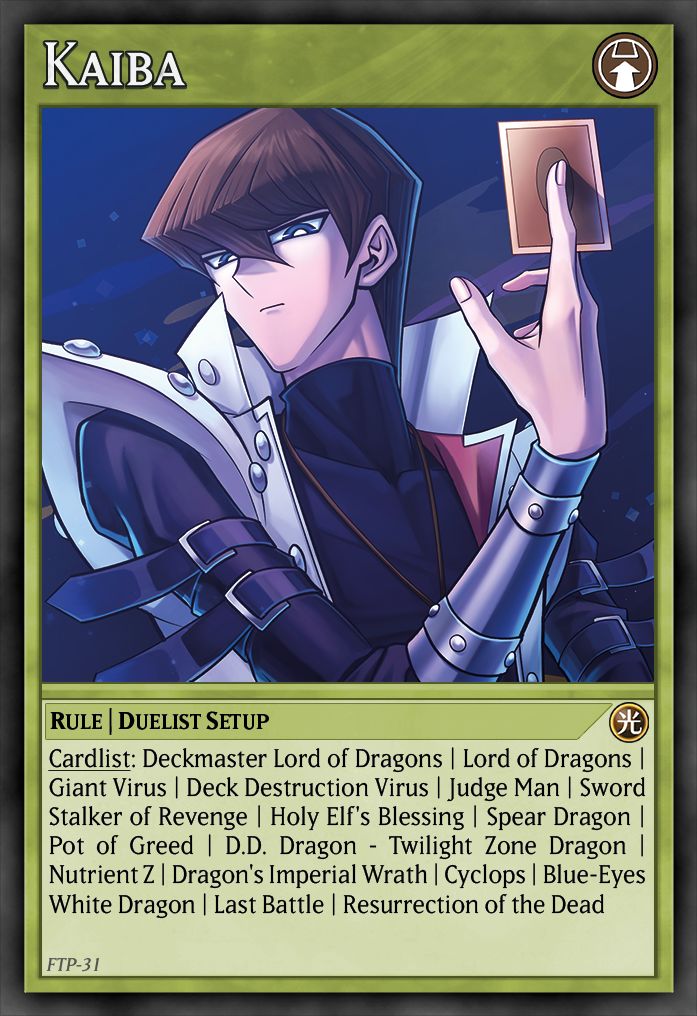 Kaiba
Rule | Duelist Setup
光
Cardlist: Deckmaster Lord of Dragons | Lord of Dragons |
Giant Virus | Deck Destruction Virus | Judge Man | Sword
Stalker of Revenge | Holy Elf's Blessing | Spear Dragon |
Pot of Greed | D.D. Dragon - Twilight Zone Dragon |
Nutrient Z | Dragon's Imperial Wrath | Cyclops | Blue-Eyes
White Dragon | Last Battle | Resurrection of the Dead
FTP-31